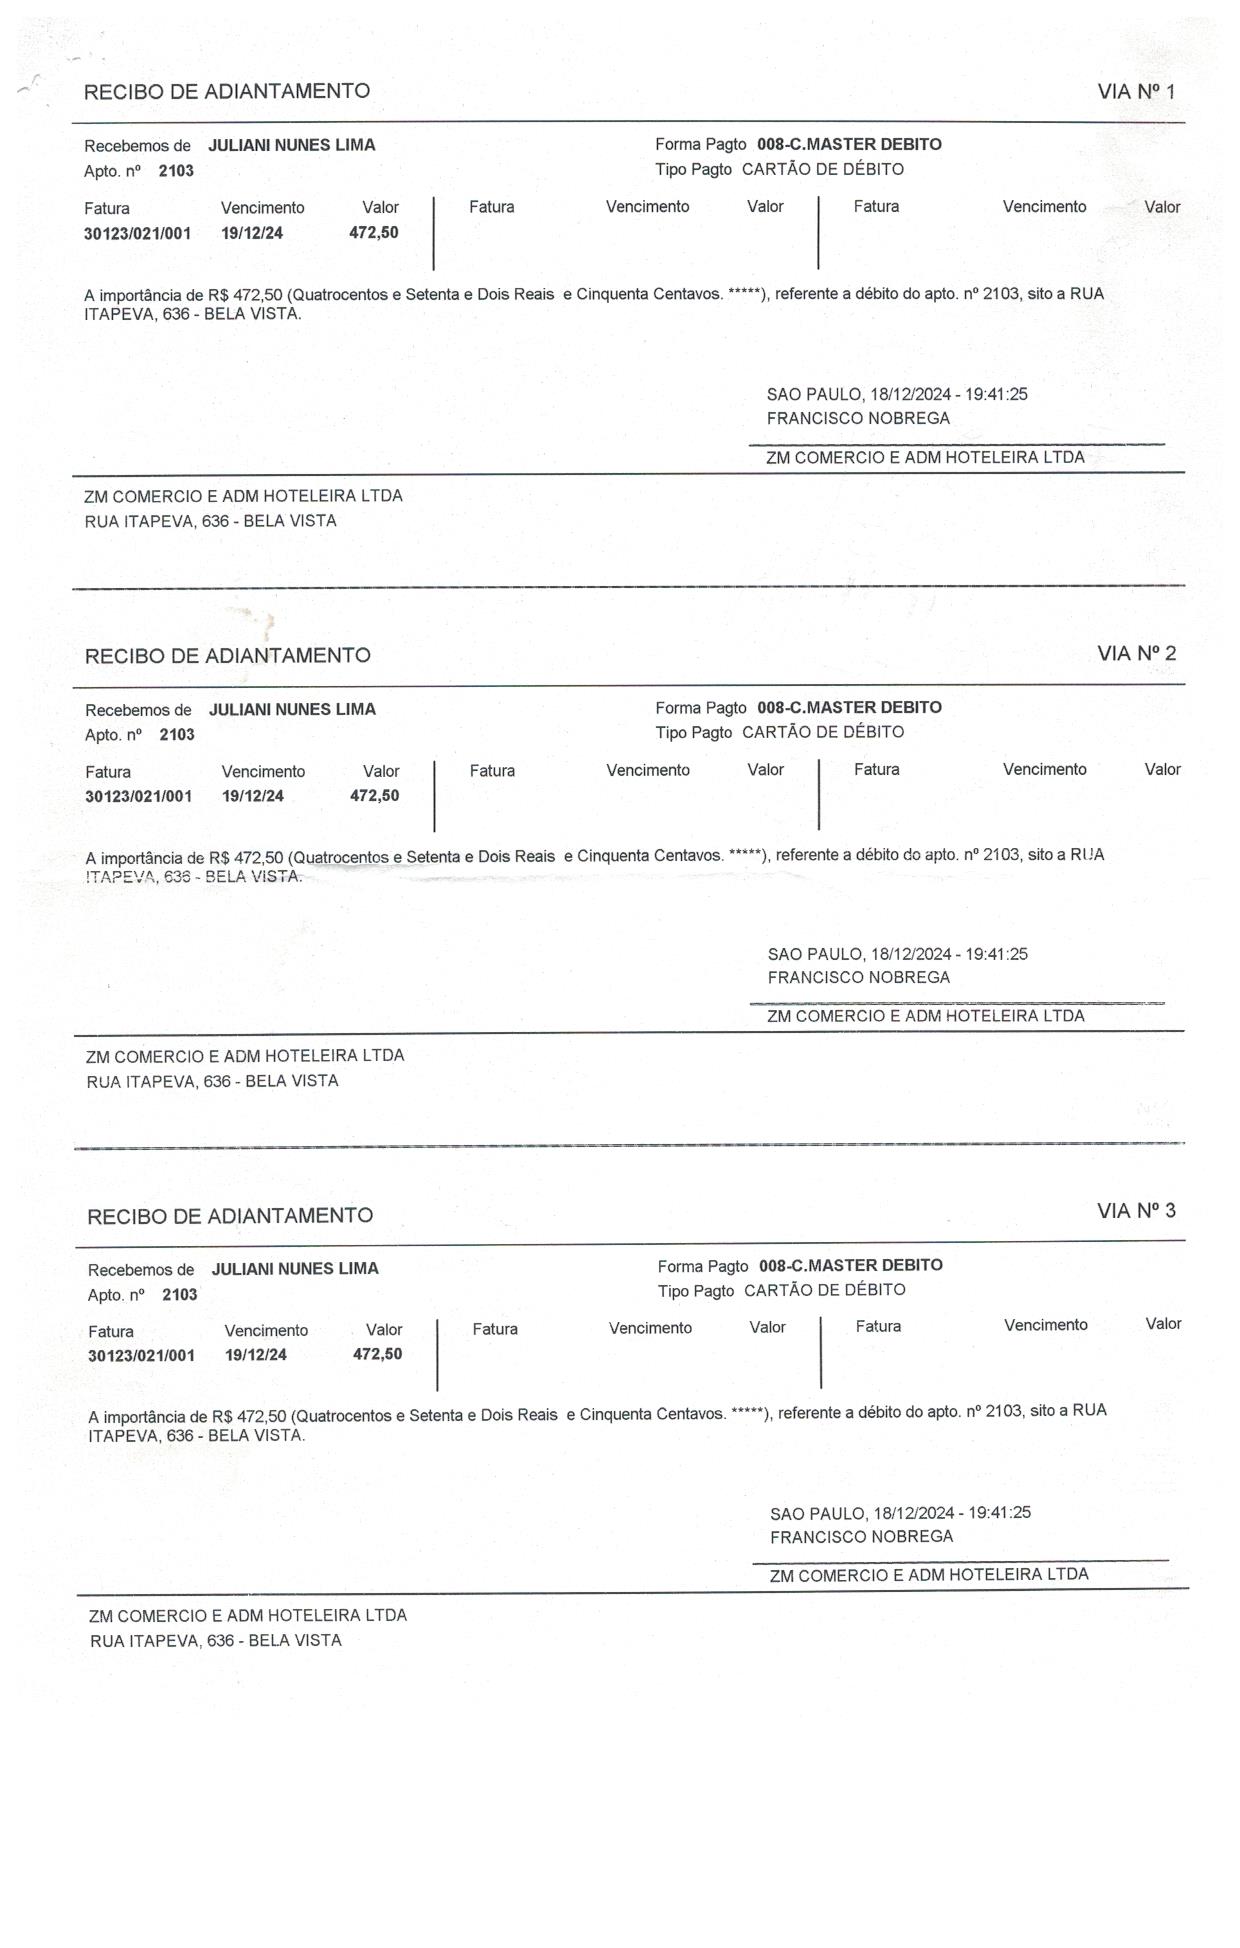 RECIBO DE ADIANTAMENTO VIA Nº 1
Recebemos de JULIANI NUNES LIMA Forma Pagto 008-C.MASTER DEBITO
Apto. nº 2103 Tipo Pagto CARTÃO DE DÉBITO
Fatura Vencimento Valor Fatura Vencimento Valor Fatura Vencimento Valor
30123/021/001 19/12/24 472,50
A importância de R$ 472,50 (Quatrocentos e Setenta e Dois Reais e Cinquenta Centavos. *****), referente a débito do apto. nº 2103, sito a RUA
ITAPEVA, 636 - BELA VISTA.
SAO PAULO, 18/12/2024 - 19:41:25
FRANCISCO NOBREGA
ZM COMERCIO E ADM HOTELEIRA LTDA
ZM COMERCIO E ADM HOTELEIRA LTDA
RUA ITAPEVA, 636 - BELA VISTA
RECIBO DE ADIANTAMENTO VIA Nº 2
Recebemos de JULIANI NUNES LIMA Forma Pagto 008-C.MASTER DEBITO
Apto. nº 2103 Tipo Pagto CARTÃO DE DÉBITO
Fatura Vencimento Valor Fatura Vencimento Valor Fatura Vencimento Valor
30123/021/001 19/12/24 472,50
A importância de R$ 472,50 (Quatrocentos e Setenta e Dois Reais e Cinquenta Centavos. *****), referente a débito do apto. nº 2103, sito a RUA
ITAPEVA, 636 - BELA VISTA.
SAO PAULO, 18/12/2024 - 19:41:25
FRANCISCO NOBREGA
ZM COMERCIO E ADM HOTELEIRA LTDA
ZM COMERCIO E ADM HOTELEIRA LTDA
RUA ITAPEVA, 636 - BELA VISTA
RECIBO DE ADIANTAMENTO VIA Nº 3
Recebemos de JULIANI NUNES LIMA Forma Pagto 008-C.MASTER DEBITO
Apto. nº 2103 Tipo Pagto CARTÃO DE DÉBITO
Fatura Vencimento Valor Fatura Vencimento Valor Fatura Vencimento Valor
30123/021/001 19/12/24 472,50
A importância de R$ 472,50 (Quatrocentos e Setenta e Dois Reais e Cinquenta Centavos. *****), referente a débito do apto. nº 2103, sito a RUA
ITAPEVA, 636 - BELA VISTA.
SAO PAULO, 18/12/2024 - 19:41:25
FRANCISCO NOBREGA
ZM COMERCIO E ADM HOTELEIRA LTDA
ZM COMERCIO E ADM HOTELEIRA LTDA
RUA ITAPEVA, 636 - BELA VISTA